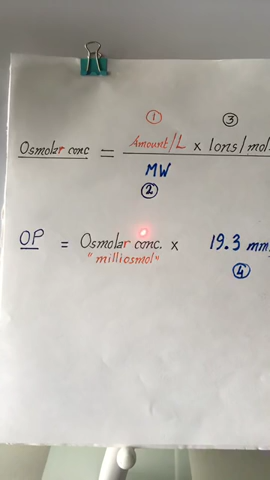 ① ③
Osmolar conc = Amount/L x Ions/mol
MW
②
OP = Osmolar conc. x 19.3 mm
"milliosmol"
④